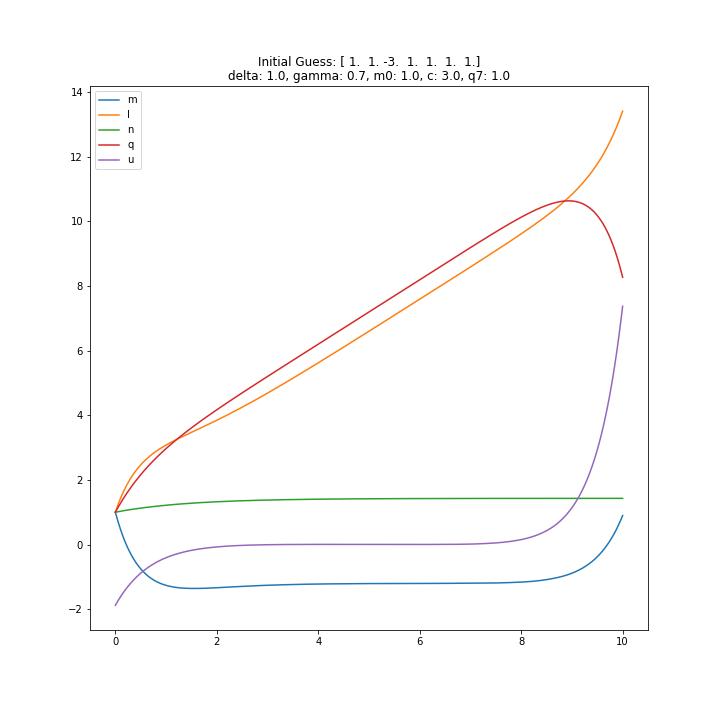 Initial Guess: [ 1.  1. -3.  1.  1.  1.  1.]
delta: 1.0, gamma: 0.7, m0: 1.0, c: 3.0, q7: 1.0
m
l
n
q
u
14
12
10
8
6
4
2
0
−2
0 2 4 6 8 10